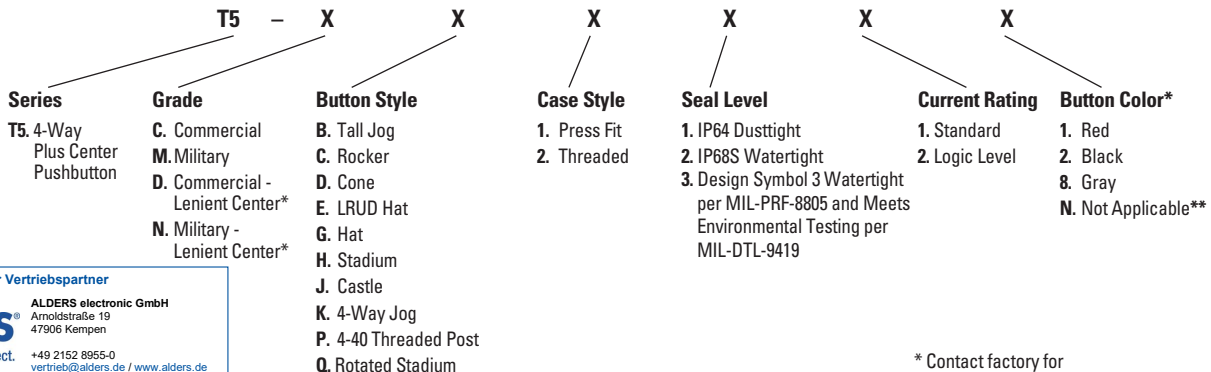 T5 – X X X X X X
Series
T5. 4-Way
Plus Center
Pushbutton
Grade
C. Commercial
M. Military
D. Commercial -
Lenient Center*
N. Military -
Lenient Center*
Button Style
B. Tall Jog
C. Rocker
D. Cone
E. LRUD Hat
G. Hat
H. Stadium
J. Castle
K. 4-Way Jog
P. 4-40 Threaded Post
Q. Rotated Stadium
Case Style
1. Press Fit
2. Threaded
Seal Level
1. IP64 Dusttight
2. IP68S Watertight
3. Design Symbol 3 Watertight
per MIL-PRF-8805 and Meets
Environmental Testing per
MIL-DTL-9419
Current Rating
1. Standard
2. Logic Level
Button Color*
1. Red
2. Black
8. Gray
N. Not Applicable**
* Contact factory for
Vertriebspartner
ALDERS electronic GmbH
Arnoldstraße 19
47906 Kempen
+49 2152 8955-0
vertrieb@alders.de / www.alders.de